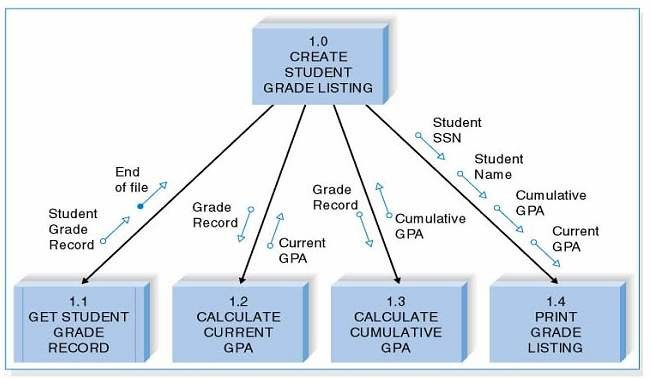 1.0
CREATE
STUDENT
GRADE LISTING
Student
SSN
Student
Name
Cumulative
GPA
Current
GPA
End
of file
Student
Grade
Record
Grade
Record
Current
GPA
Grade
Record
Cumulative
GPA
1.1
GET STUDENT
GRADE
RECORD
1.2
CALCULATE
CURRENT
GPA
1.3
CALCULATE
CUMULATIVE
GPA
1.4
PRINT
GRADE
LISTING